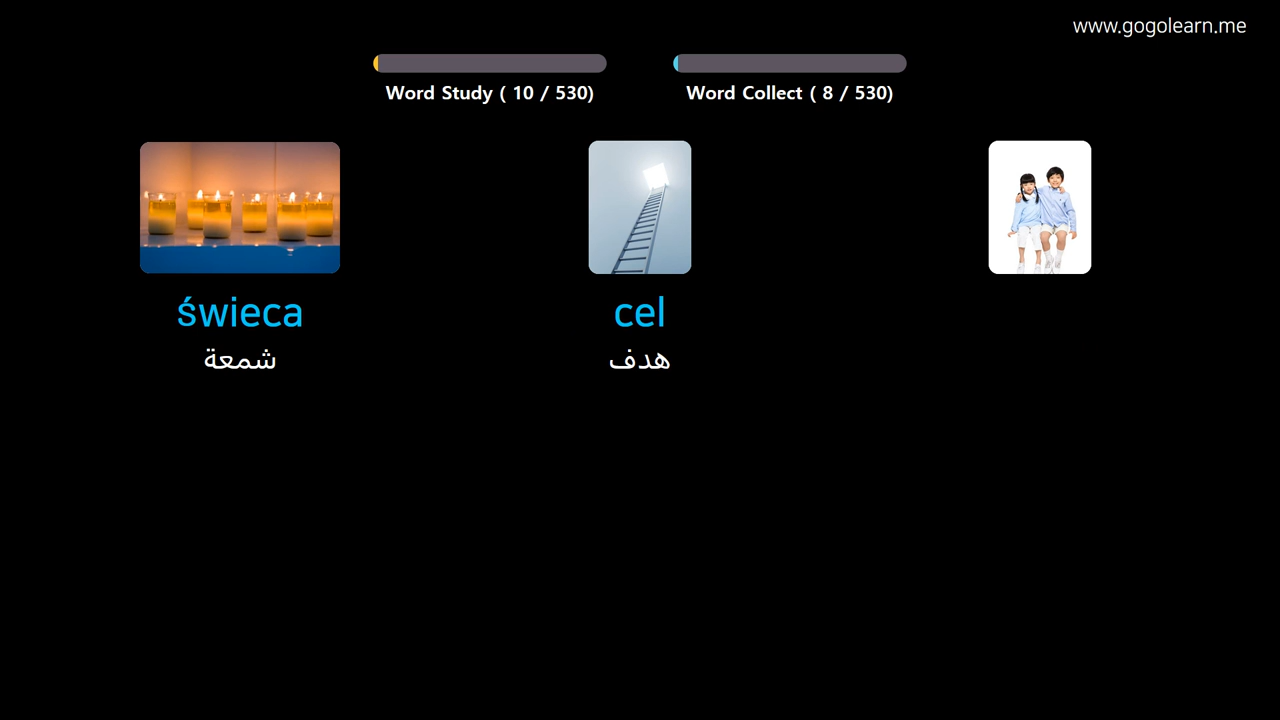 www.gogolearn.me
Word Study ( 10 / 530)
Word Collect ( 8 / 530)
świeca
cel
شمعة
هدف